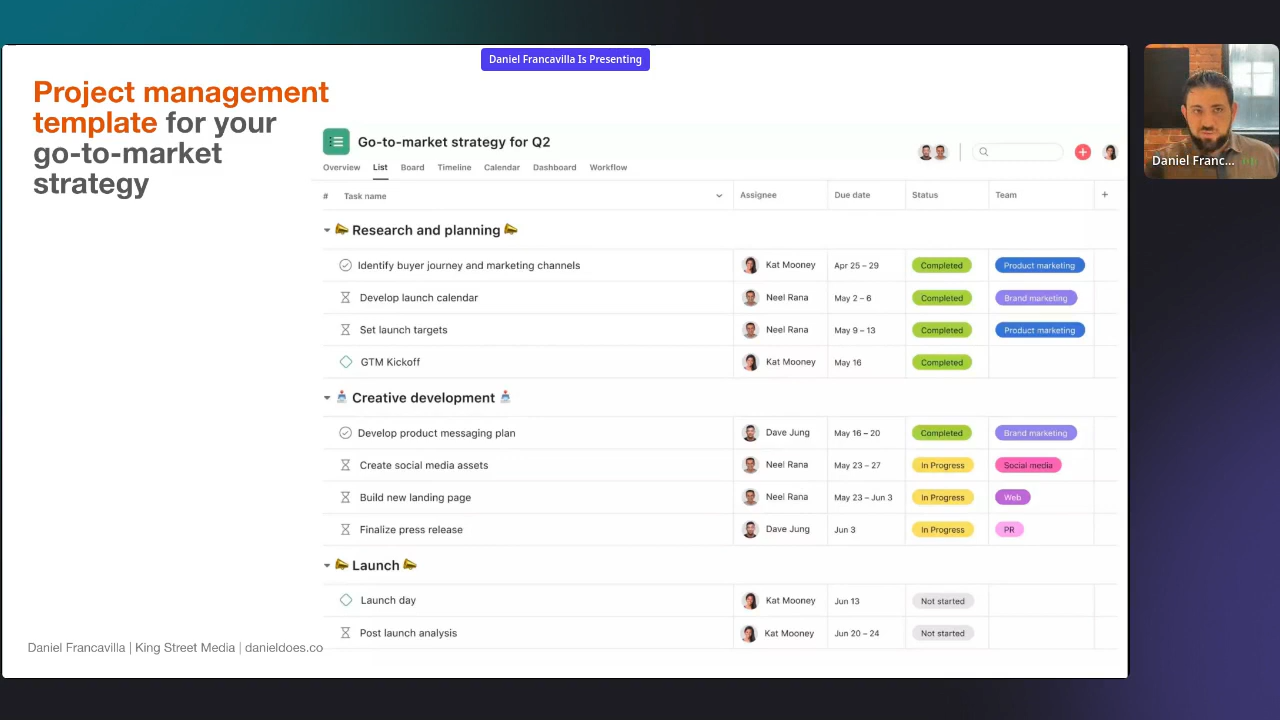 Daniel Francavilla Is Presenting
Project management
template for your
go-to-market
strategy
Go-to-market strategy for Q2
Overview List Board Timeline Calendar Dashboard Workflow
# Task name Assignee Due date Status Team +
Research and planning
Identify buyer journey and marketing channels Kat Mooney Apr 25 – 29 Completed Product marketing
Develop launch calendar Neel Rana May 2 – 6 Completed Brand marketing
Set launch targets Neel Rana May 9 – 13 Completed Product marketing
GTM Kickoff Kat Mooney May 16 Completed
Creative development
Develop product messaging plan Dave Jung May 16 – 20 Completed Brand marketing
Create social media assets Neel Rana May 23 – 27 In Progress Social media
Build new landing page Neel Rana May 23 – Jun 3 In Progress Web
Finalize press release Dave Jung Jun 3 In Progress PR
Launch
Launch day Kat Mooney Jun 13 Not started
Post launch analysis Kat Mooney Jun 20 – 24 Not started
Daniel Francavilla | King Street Media | danieldoes.co
Daniel Franc...